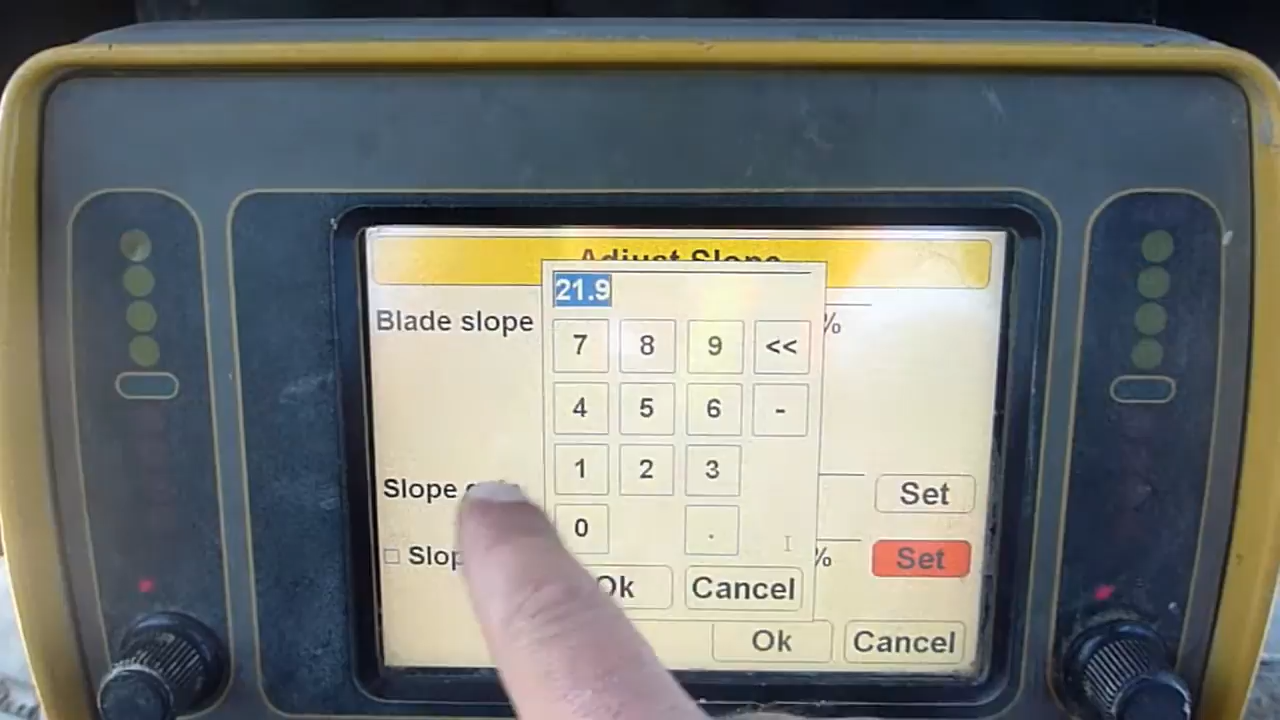 Adjust Slope
21.9
Blade slope %
7 8 9 <<
4 5 6 -
1 2 3
Slope Set
0 .
Slop % Set
Ok Cancel
Ok Cancel